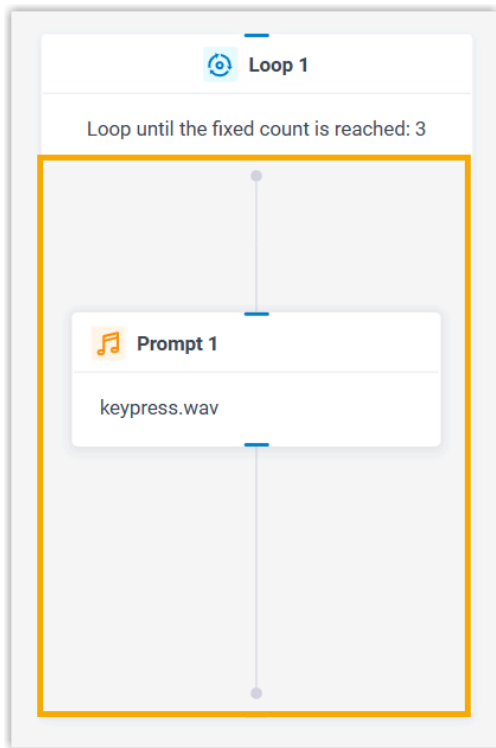 Loop 1
Loop until the fixed count is reached: 3
Prompt 1
keypress.wav